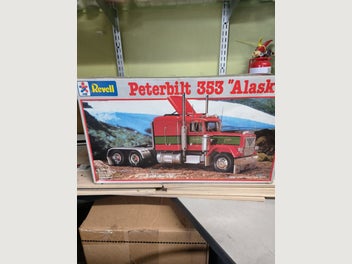 Revell
Peterbilt 353 "Alask